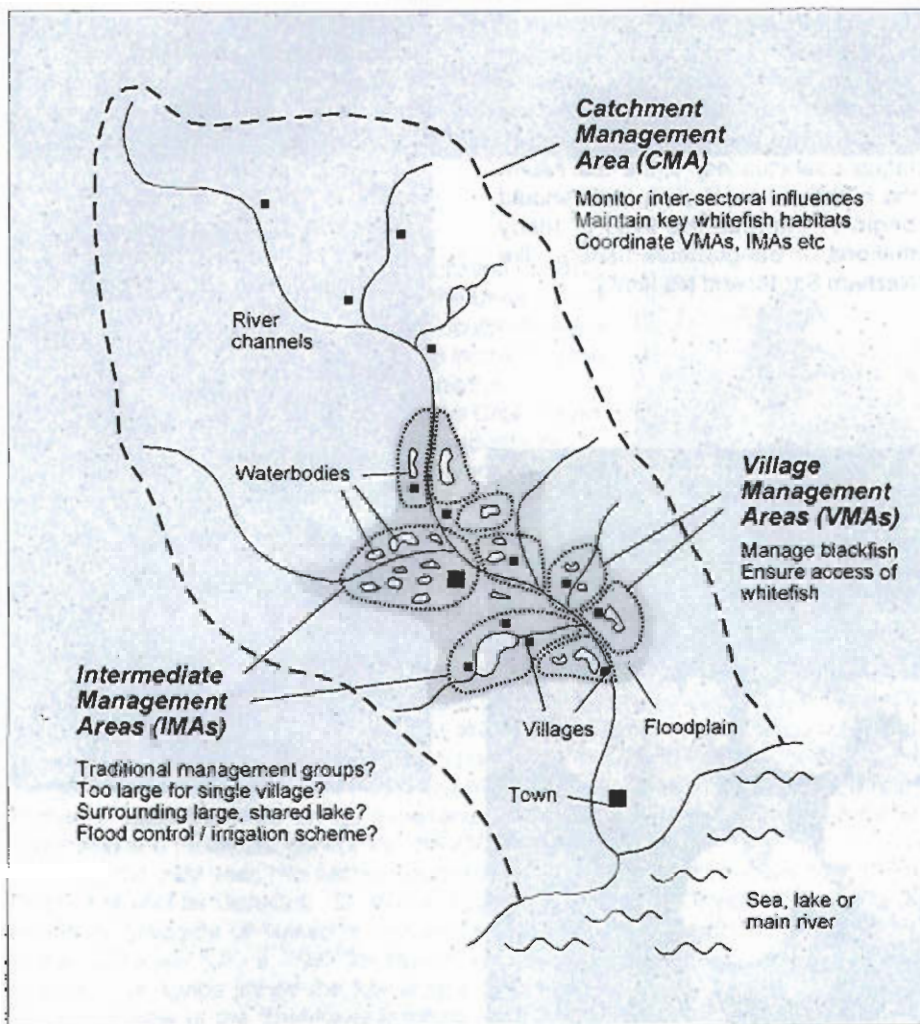 Catchment
Management
Area (CMA)
Monitor inter-sectoral influences
Maintain key whitefish habitats
Coordinate VMAs, IMAs etc
River
channels
Waterbodies
Village
Management
Areas (VMAs)
Manage blackfish
Ensure access of
whitefish
Intermediate
Management
Areas (IMAs)
Traditional management groups?
Too large for single village?
Surrounding large, shared lake?
Flood control / irrigation scheme?
Villages
Floodplain
Town
Sea, lake or
main river